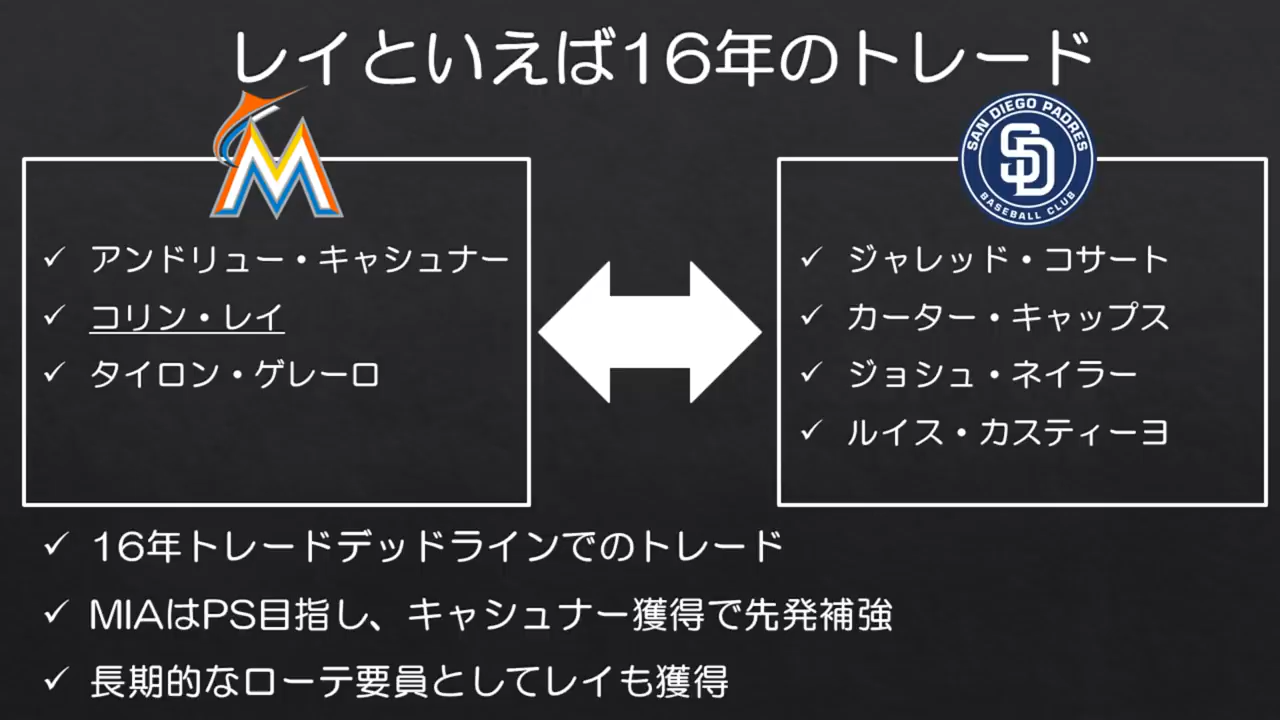 レイといえば16年のトレード
SAN DIEGO PADRES
SD
BASEBALL CLUB
M
✓ アンドリュー・キャシュナー
✓ コリン・レイ
✓ タイロン・ゲレーロ
✓ ジャレッド・コサート
✓ カーター・キャップス
✓ ジョシュ・ネイラー
✓ ルイス・カスティーヨ
✓ 16年トレードデッドラインでのトレード
✓ MIAはPS目指し、キャシュナー獲得で先発補強
✓ 長期的なローテ要員としてレイも獲得